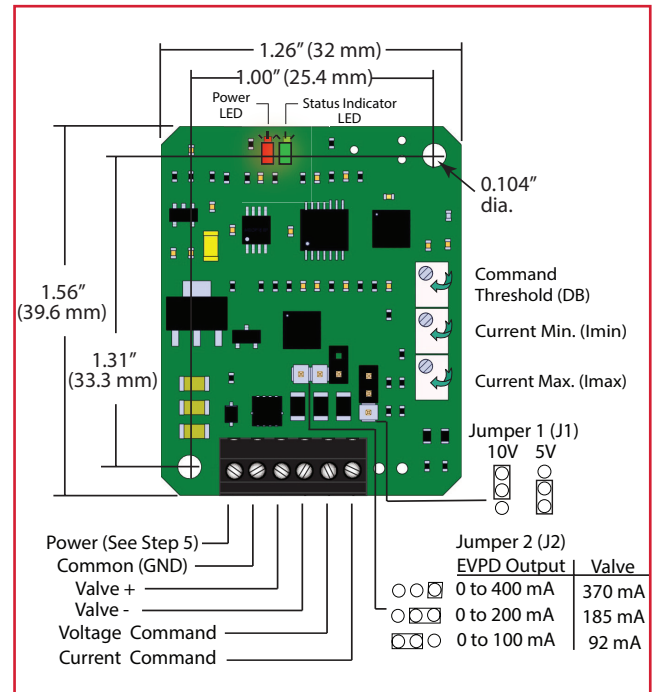 1.26” (32 mm)
1.00” (25.4 mm)
Power
LED
Status Indicator
LED
0.104”
dia.
1.56”
(39.6 mm)
1.31”
(33.3 mm)
Command
Threshold (DB)
Current Min. (Imin)
Current Max. (Imax)
Jumper 1 (J1)
10V 5V
Power (See Step 5)
Common (GND)
Valve +
Valve -
Voltage Command
Current Command
Jumper 2 (J2)
EVPD Output Valve
0 to 400 mA 370 mA
0 to 200 mA 185 mA
0 to 100 mA 92 mA